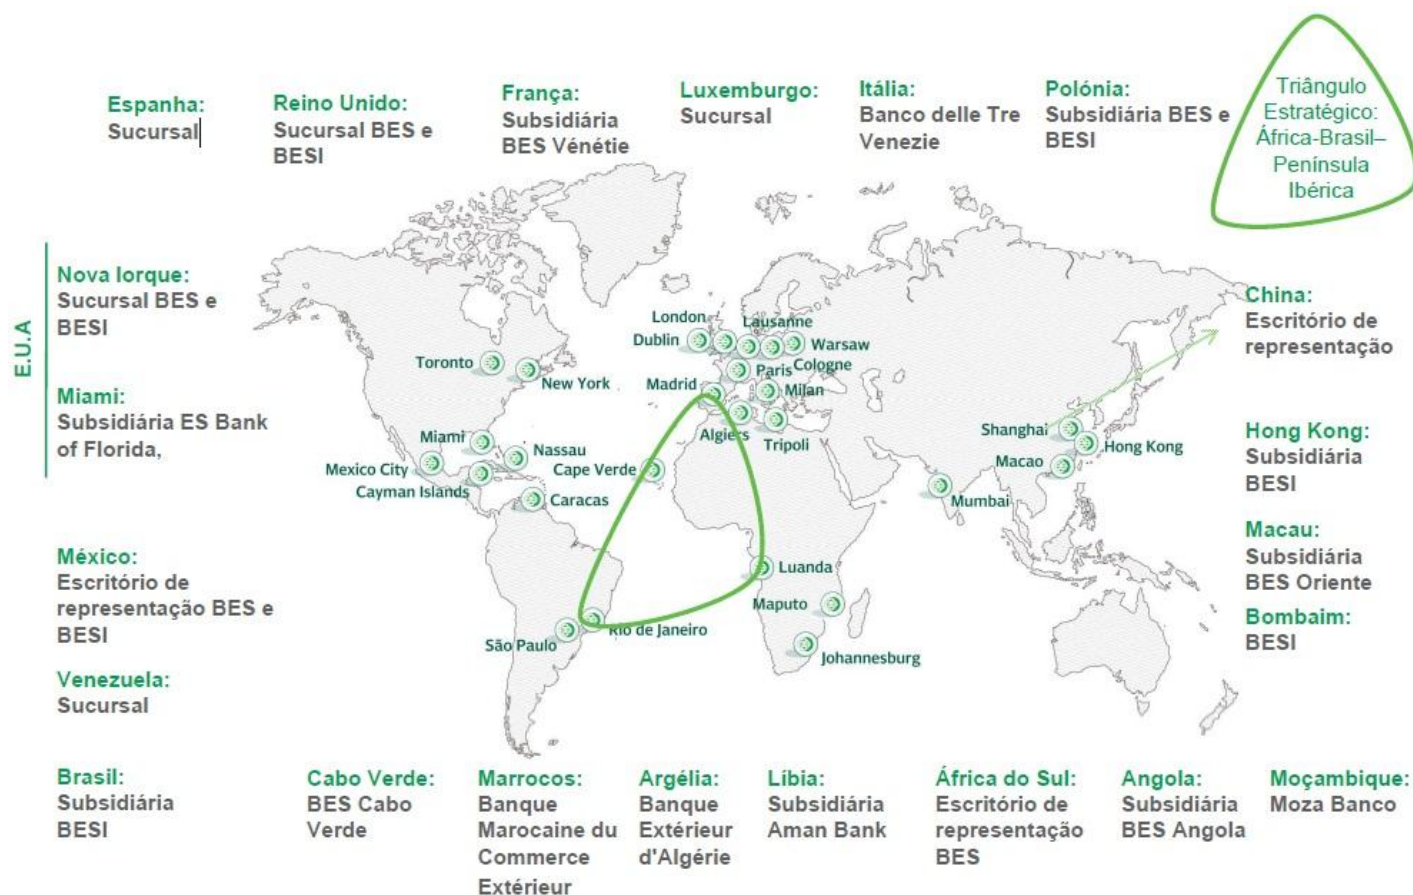 Espanha:
Sucursal
Reino Unido:
Sucursal BES e
BESI
França:
Subsidiária
BES Vénétie
Luxemburgo:
Sucursal
Itália:
Banco delle Tre
Venezie
Polónia:
Subsidiária BES e
BESI
Triângulo
Estratégico:
África-Brasil–
Península
Ibérica
E.U.A
Nova Iorque:
Sucursal BES e
BESI
Miami:
Subsidiária ES Bank
of Florida,
México:
Escritório de
representação BES e
BESI
Venezuela:
Sucursal
Toronto
New York
Miami
Nassau
Mexico City
Cayman Islands
Caracas
Cape Verde
London
Dublin
Lausanne
Warsaw
Cologne
Paris
Madrid
Milan
Algiers
Tripoli
Luanda
Maputo
Johannesburg
São Paulo
Rio de Janeiro
Mumbai
Shanghai
Hong Kong
Macao
China:
Escritório de
representação
Hong Kong:
Subsidiária
BESI
Macau:
Subsidiária
BES Oriente
Bombaim:
BESI
Brasil:
Subsidiária
BESI
Cabo Verde:
BES Cabo
Verde
Marrocos:
Banque
Marocaine du
Commerce
Extérieur
Argélia:
Banque
Extérieur
d'Algérie
Líbia:
Subsidiária
Aman Bank
África do Sul:
Escritório de
representação
BES
Angola:
Subsidiária
BES Angola
Moçambique:
Moza Banco